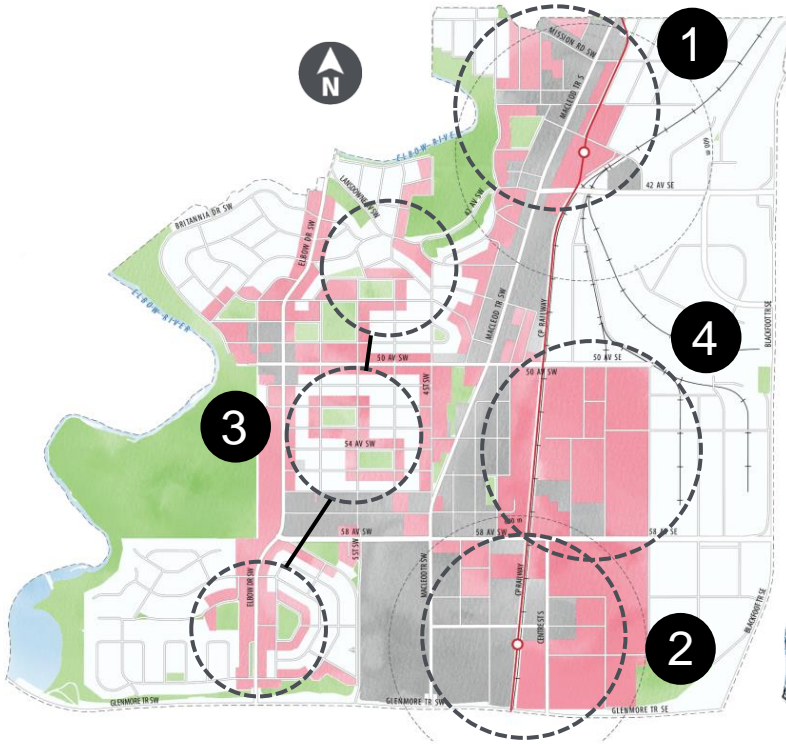 1
MISSION RD SW
MACLEOD TR S
N
ELBOW RIVER
600 m
LANSDOWNE AV SW
42 AV SW
42 AV SE
BRITANNIA DR SW
ELBOW DR SW
ELBOW RIVER
MACLEOD TR SW
CP RAILWAY
BLACKFOOT TR SE
4
50 AV SW
50 AV SW
50 AV SE
4 ST SW
3
54 AV SW
58 AV SW
58 AV SW
58 AV SE
5 ST SW
MACLEOD TR SW
CP RAILWAY
ELBOW DR SW
CENTRE ST S
BLACKFOOT TR SE
2
GLENMORE TR SW
GLENMORE TR SW
GLENMORE TR SE